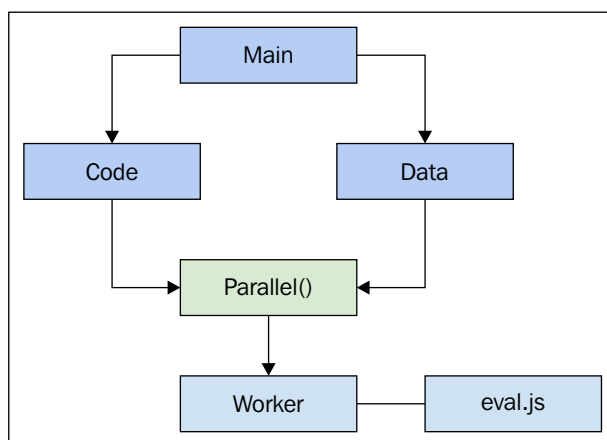 Main
Code
Data
Parallel()
Worker
eval.js